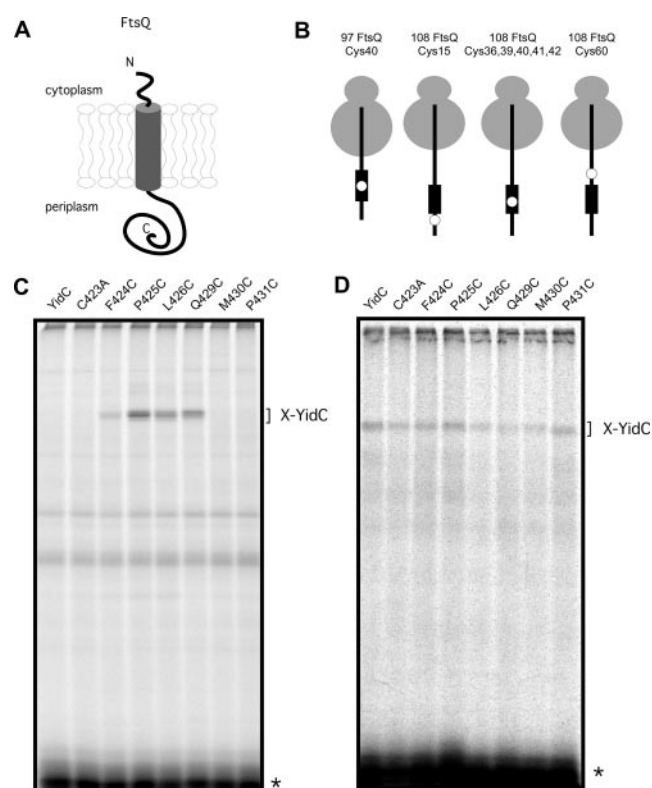 A
FtsQ
N
cytoplasm
periplasm
C
B
97 FtsQ
Cys40
108 FtsQ
Cys15
108 FtsQ
Cys36,39,40,41,42
108 FtsQ
Cys60
C
YidC
C423A
F424C
P425C
L426C
Q429C
M430C
P431C
] X-YidC
*
D
YidC
C423A
F424C
P425C
L426C
Q429C
M430C
P431C
] X-YidC
*